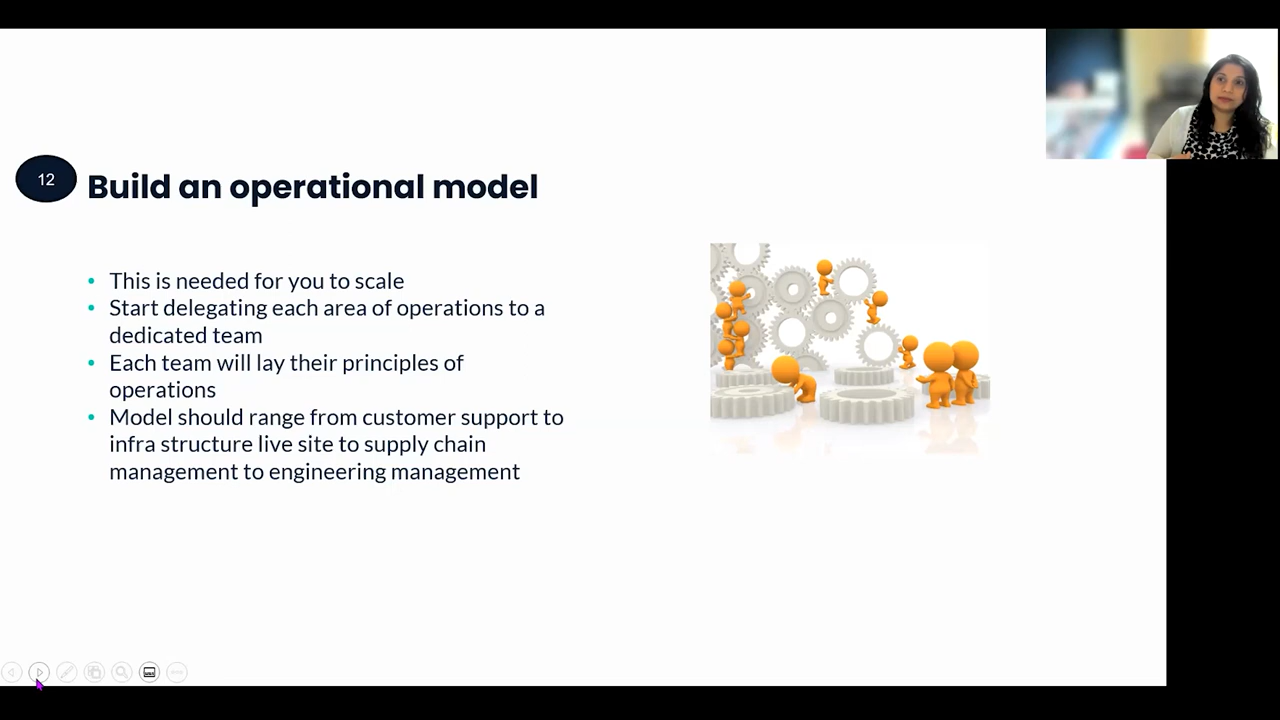 12
Build an operational model
• This is needed for you to scale
• Start delegating each area of operations to a
dedicated team
• Each team will lay their principles of
operations
• Model should range from customer support to
infra structure live site to supply chain
management to engineering management